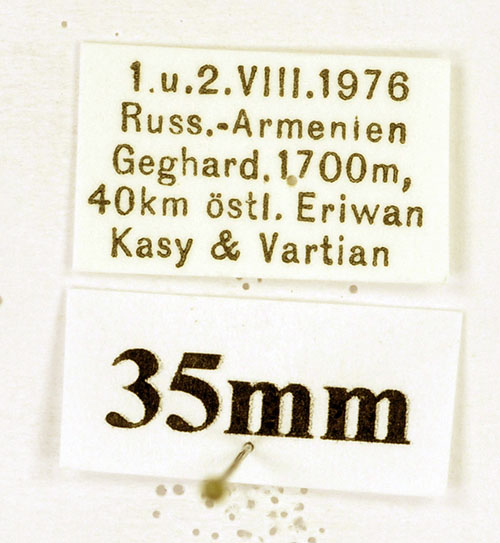 1.u.2.VIII.1976
Russ.-Armenien
Geghard.1700m,
40km östl. Eriwan
Kasy & Vartian
35mm